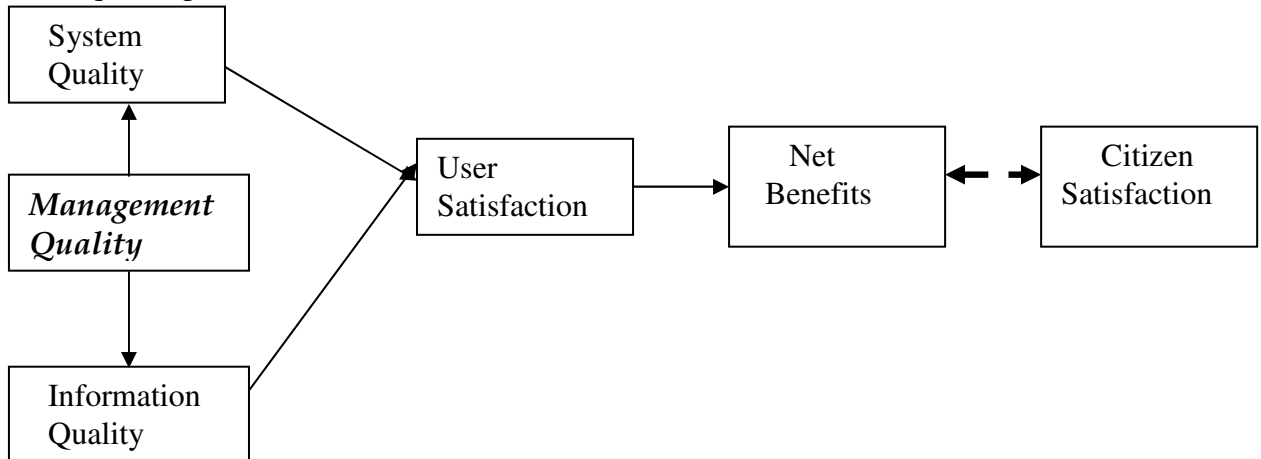 System
Quality
Management
Quality
Information
Quality
User
Satisfaction
Net
Benefits
Citizen
Satisfaction